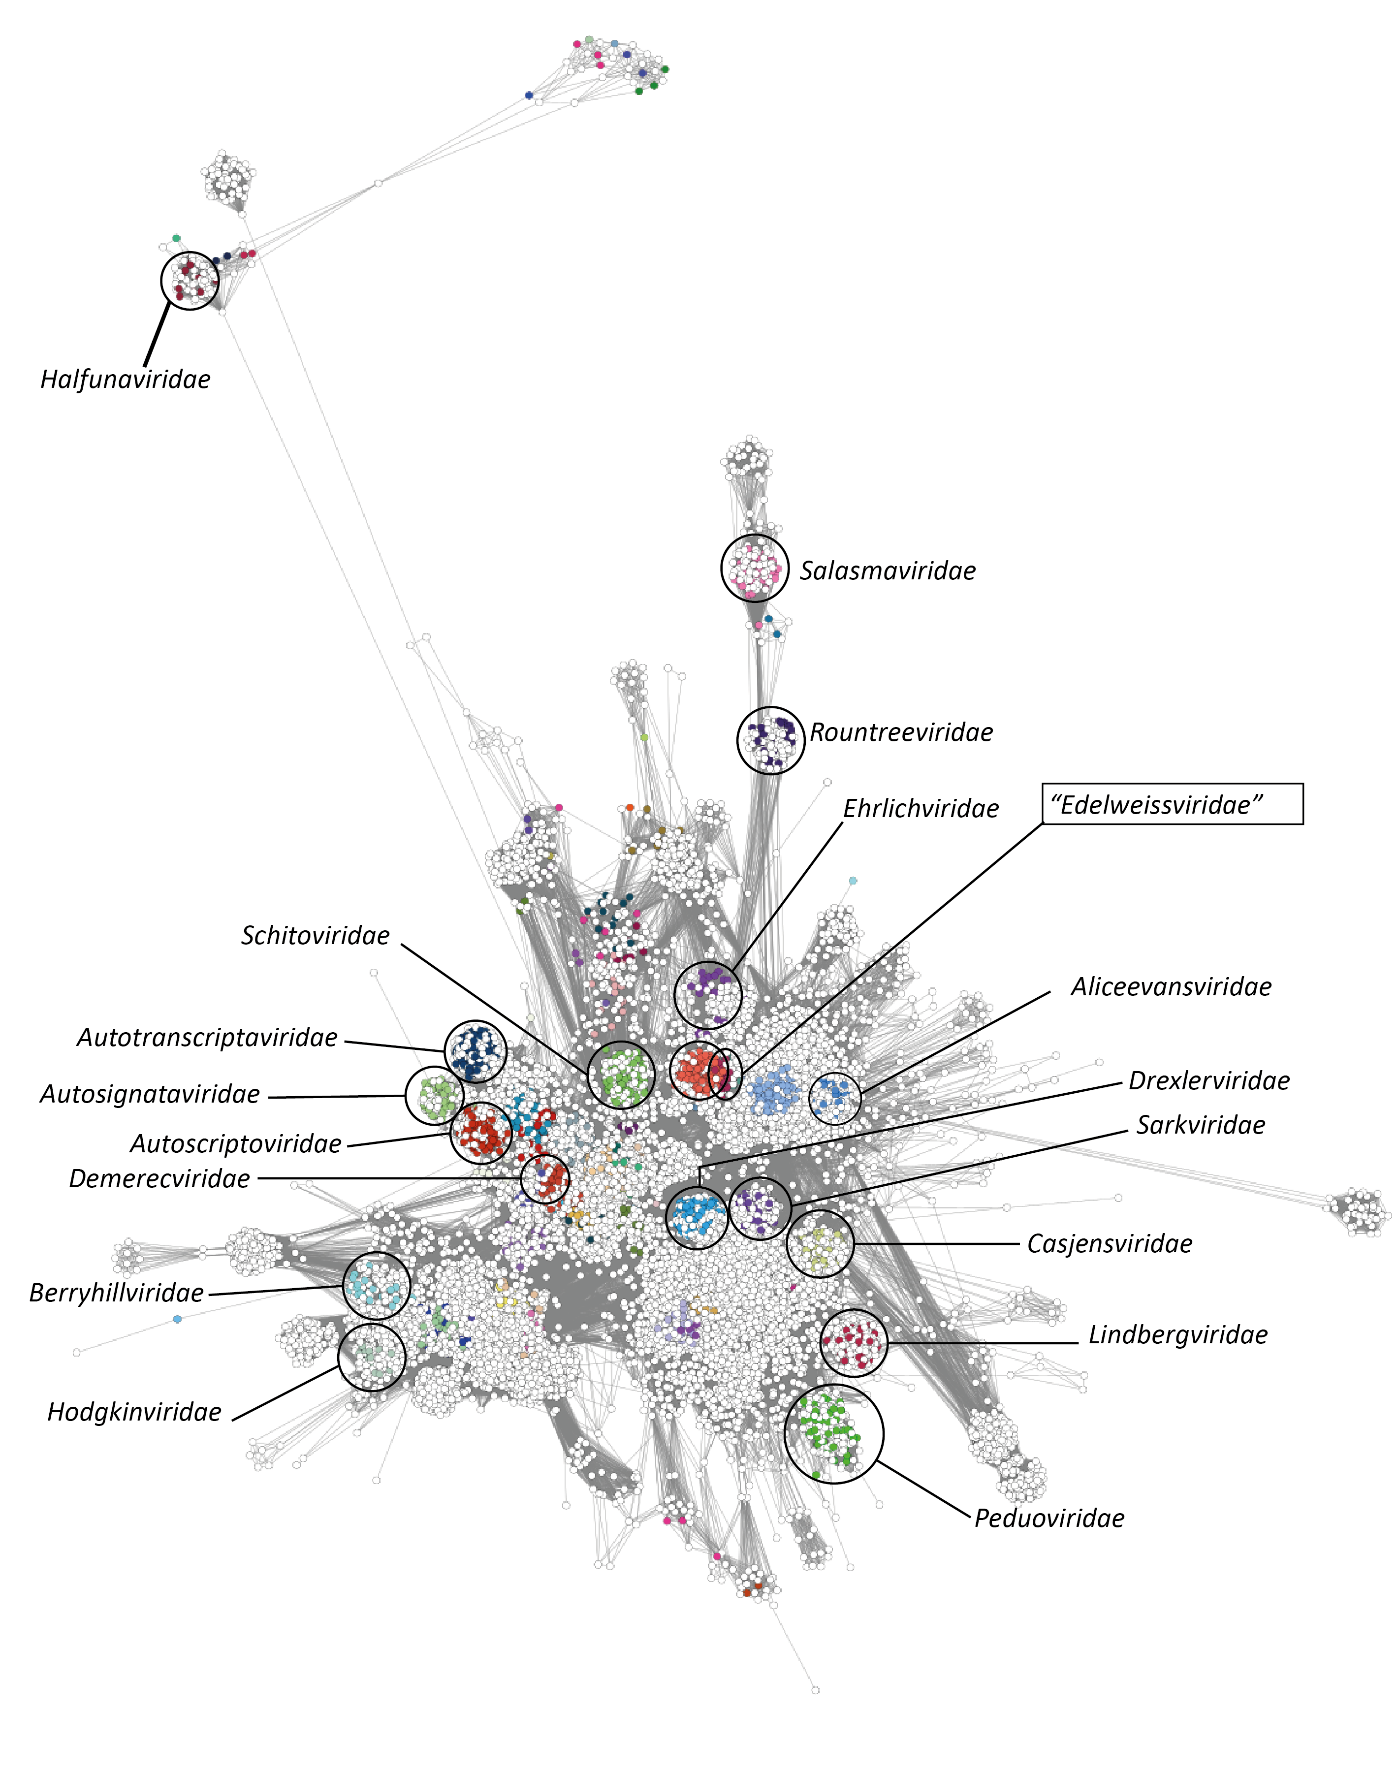 Halfunaviridae
Salasmaviridae
Rountreeviridae
Ehrlichviridae
“Edelweissviridae”
Schitoviridae
Aliceevansviridae
Autotranscriptaviridae
Drexlerviridae
Autosignataviridae
Sarkviridae
Autoscriptoviridae
Demerecviridae
Casjensviridae
Berryhillviridae
Lindbergviridae
Hodgkinviridae
Peduoviridae